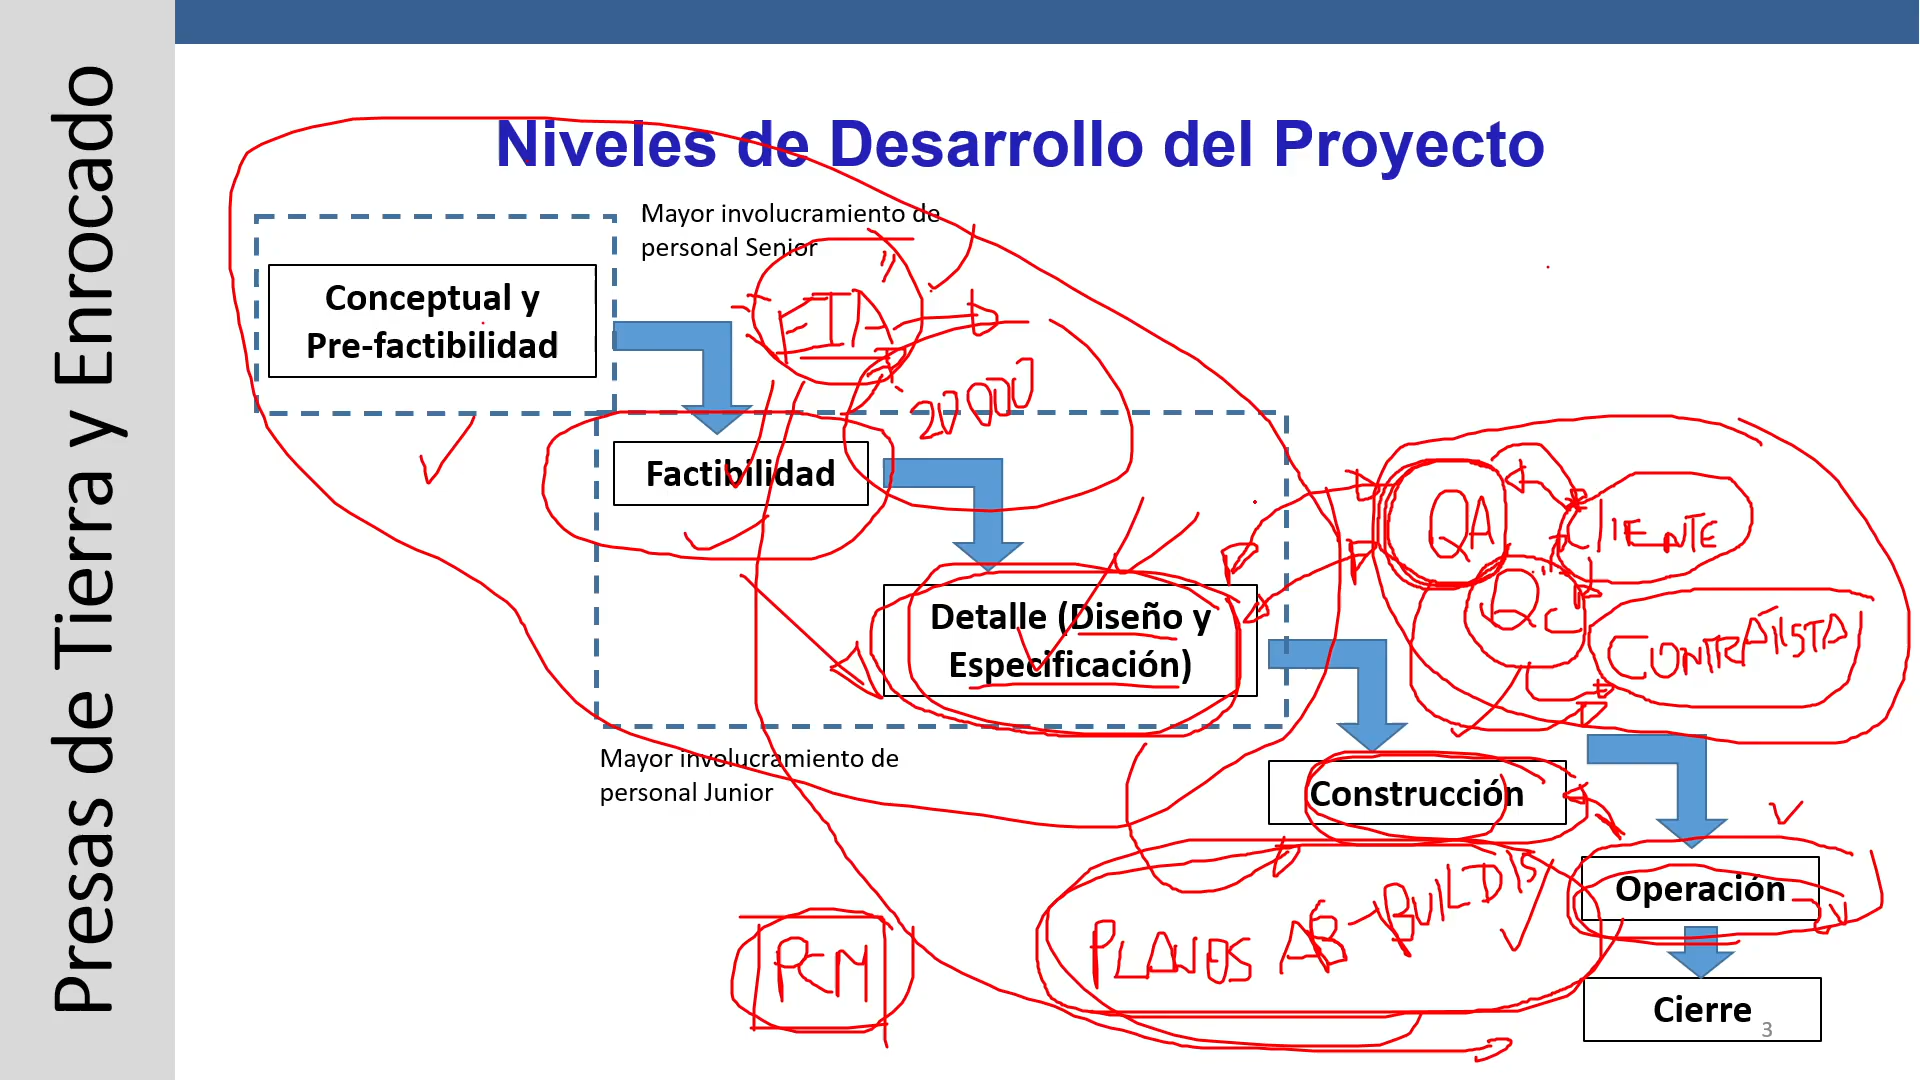 Presas de Tierra y Enrocado
Niveles de Desarrollo del Proyecto
Mayor involucramiento de
personal Senior
Conceptual y
Pre-factibilidad
EIA
20000
Factibilidad
QA
CLIENTE
QC
CONTRATISTA
Detalle (Diseño y
Especificación)
Mayor involucramiento de
personal Junior
Construcción
PLANOS AS-BUILDTS
Operación
PCM
Cierre
3